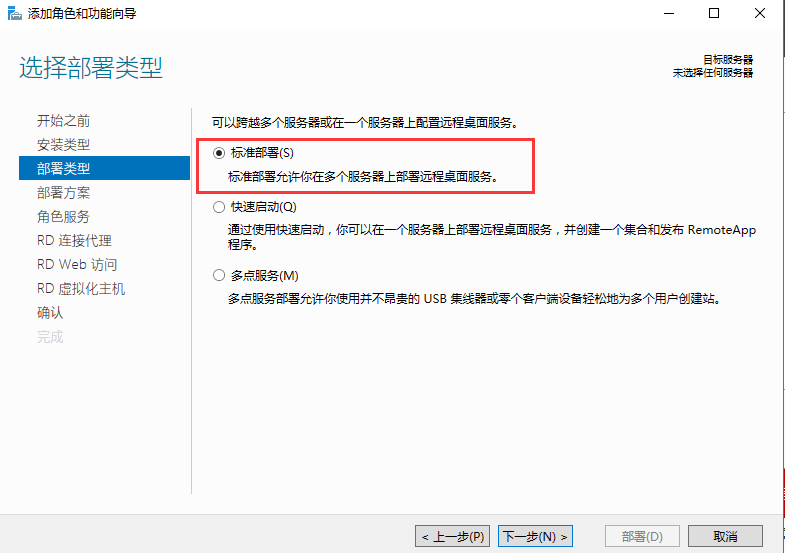 添加角色和功能向导
选择部署类型
目标服务器
未选择任何服务器
开始之前
安装类型
部署类型
部署方案
角色服务
RD 连接代理
RD Web 访问
RD 虚拟化主机
确认
完成
可以跨越多个服务器或在一个服务器上配置远程桌面服务。
标准部署(S)
标准部署允许你在多个服务器上部署远程桌面服务。
快速启动(Q)
通过使用快速启动，你可以在一个服务器上部署远程桌面服务，并创建一个集合和发布 RemoteApp
程序。
多点服务(M)
多点服务部署允许你使用并不昂贵的 USB 集线器或零个客户端设备轻松地为多个用户创建站。
< 上一步(P)
下一步(N) >
部署(D)
取消